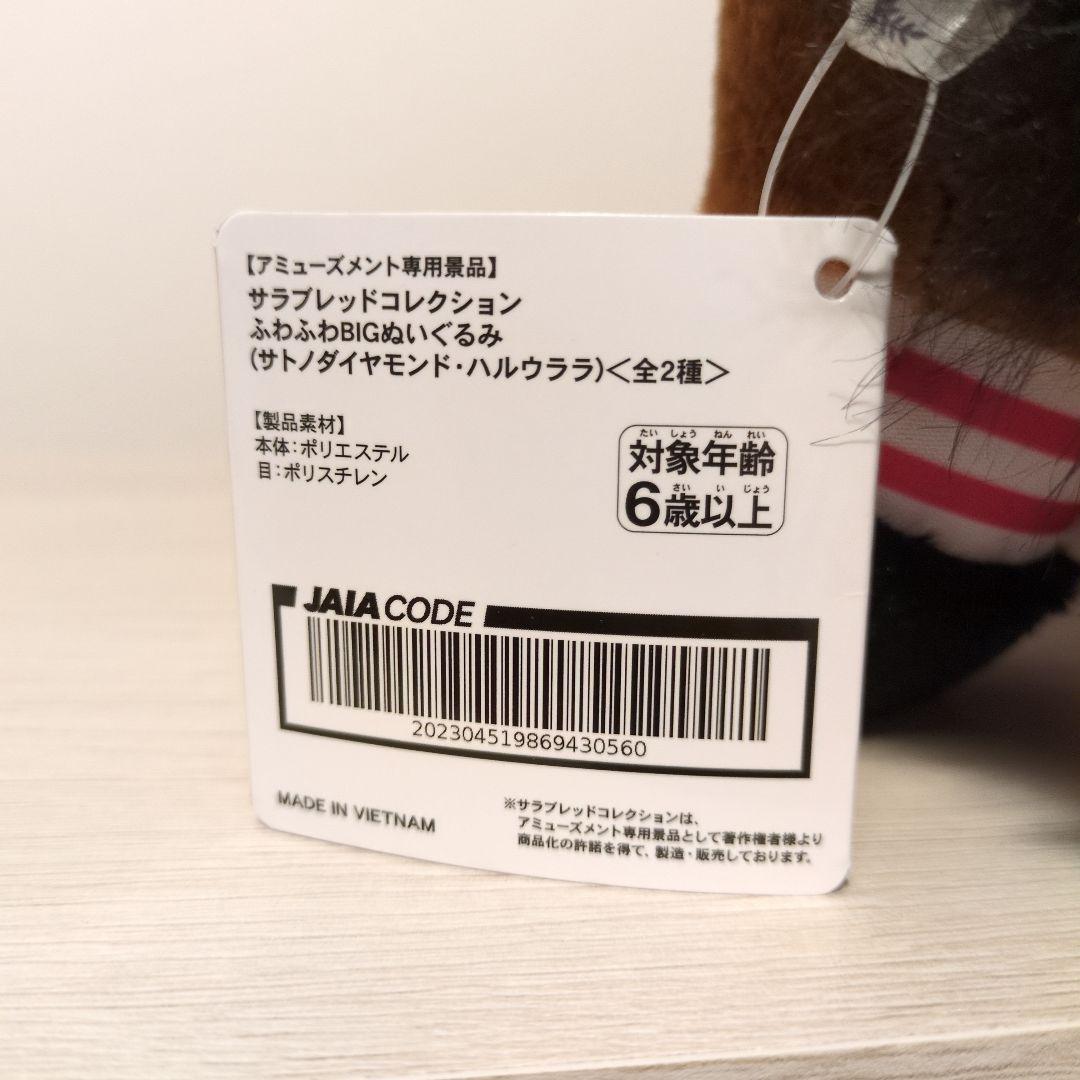 【アミューズメント専用景品】
サラブレッドコレクション
ふわふわBIGぬいぐるみ
(サトノダイヤモンド・ハルウララ)＜全2種＞
【製品素材】
本体：ポリエステル
目：ポリスチレン
たいしょうねんれい
対象年齢
さいいじょう
6歳以上
JAIA CODE
202304519869430560
MADE IN VIETNAM
※サラブレッドコレクションは、
アミューズメント専用景品として著作権者様より
商品化の許諾を得て、製造・販売しております。